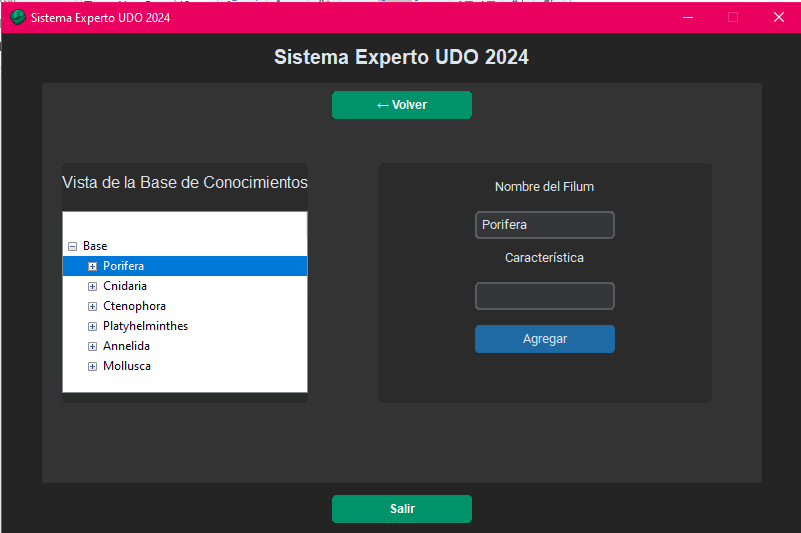 Sistema Experto UDO 2024
Sistema Experto UDO 2024
← Volver
Vista de la Base de Conocimientos
Base
Porifera
Cnidaria
Ctenophora
Platyhelminthes
Annelida
Mollusca
Nombre del Filum
Porifera
Característica
Agregar
Salir